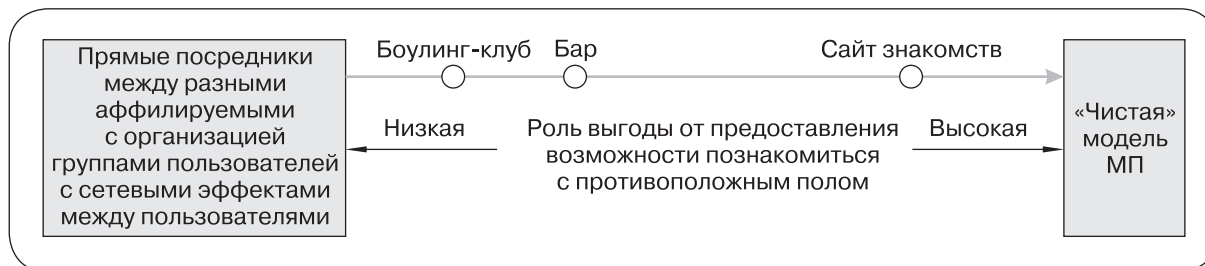 Прямые посредники
между разными
аффилируемыми
с организацией
группами пользователей
с сетевыми эффектами
между пользователями
Боулинг-клуб
Бар
Сайт знакомств
Низкая
Роль выгоды от предоставления
возможности познакомиться
с противоположным полом
Высокая
«Чистая»
модель
МП